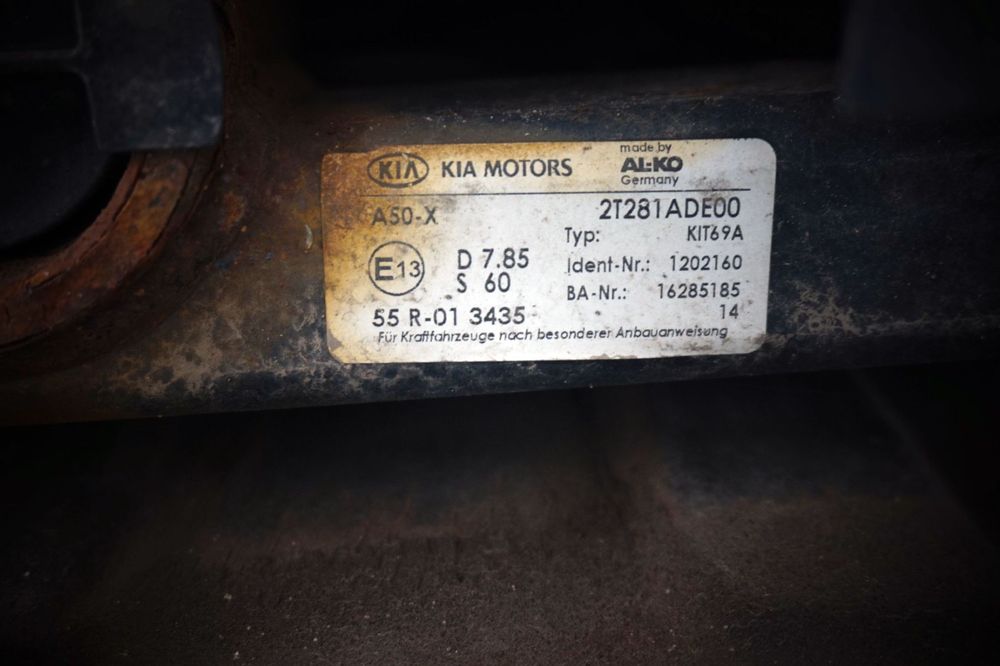 KIA KIA MOTORS
made by
AL-KO
Germany
A50-X
2T281ADE00
Typ: KIT69A
E13
D 7.85
S 60
Ident-Nr.: 1202160
BA-Nr.: 16285185
55 R-01 3435
14
Für Kraftfahrzeuge nach besonderer Anbauanweisung